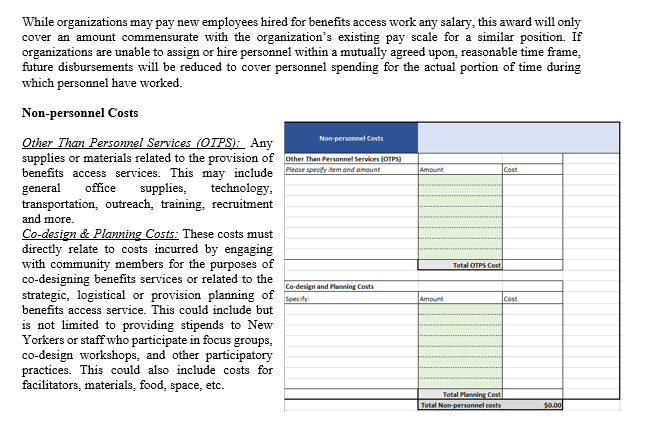 While organizations may pay new employees hired for benefits access work any salary, this award will only
cover an amount commensurate with the organization's existing pay scale for a similar position. If
organizations are unable to assign or hire personnel within a mutually agreed upon, reasonable time frame,
future disbursements will be reduced to cover personnel spending for the actual portion of time during
which personnel have worked.
Non-personnel Costs
Other Than Personnel Services (OTPS): Any
supplies or materials related to the provision of
benefits access services. This may include
general office supplies, technology,
transportation, outreach, training, recruitment
and more.
Co-design & Planning Costs: These costs must
directly relate to costs incurred by engaging
with community members for the purposes of
co-designing benefits services or related to the
strategic, logistical or provision planning of
benefits access service. This could include but
is not limited to providing stipends to New
Yorkers or staff who participate in focus groups,
co-design workshops, and other participatory
practices. This could also include costs for
facilitators, materials, food, space, etc.
Non-personnel Costs
Other Than Personnel Services (OTPS)
Please specify item and amount Amount Cost
Total OTPS Cost
Co-design and Planning Costs
Specify: Amount Cost
Total Planning Cost
Total Non-personnel costs $0.00